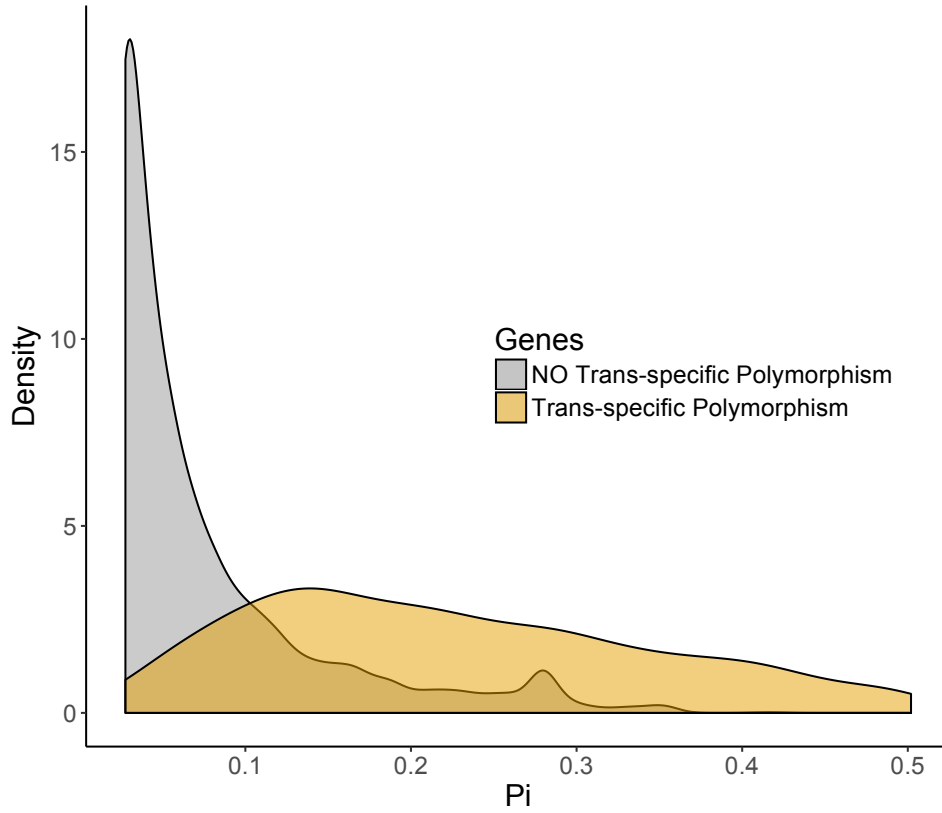 Density
15
10
5
0
Genes
NO Trans-specific Polymorphism
Trans-specific Polymorphism
0.1 0.2 0.3 0.4 0.5
Pi